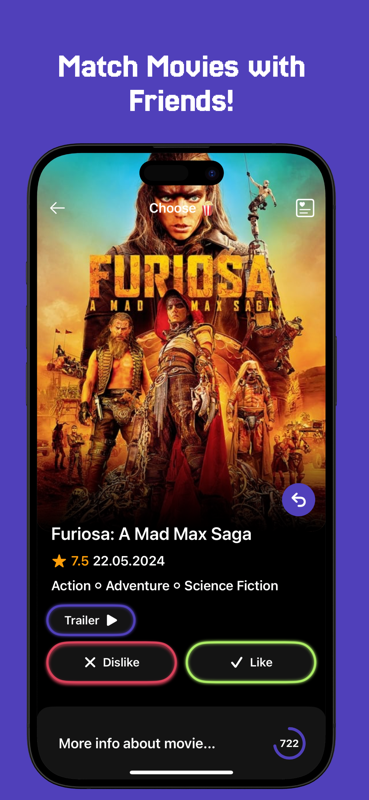 Match Movies with
Friends!
Choose 🍿
FURIOSA
A MAD MAX SAGA
Furiosa: A Mad Max Saga
7.5 22.05.2024
Action Adventure Science Fiction
Trailer
Dislike
Like
More info about movie...
722